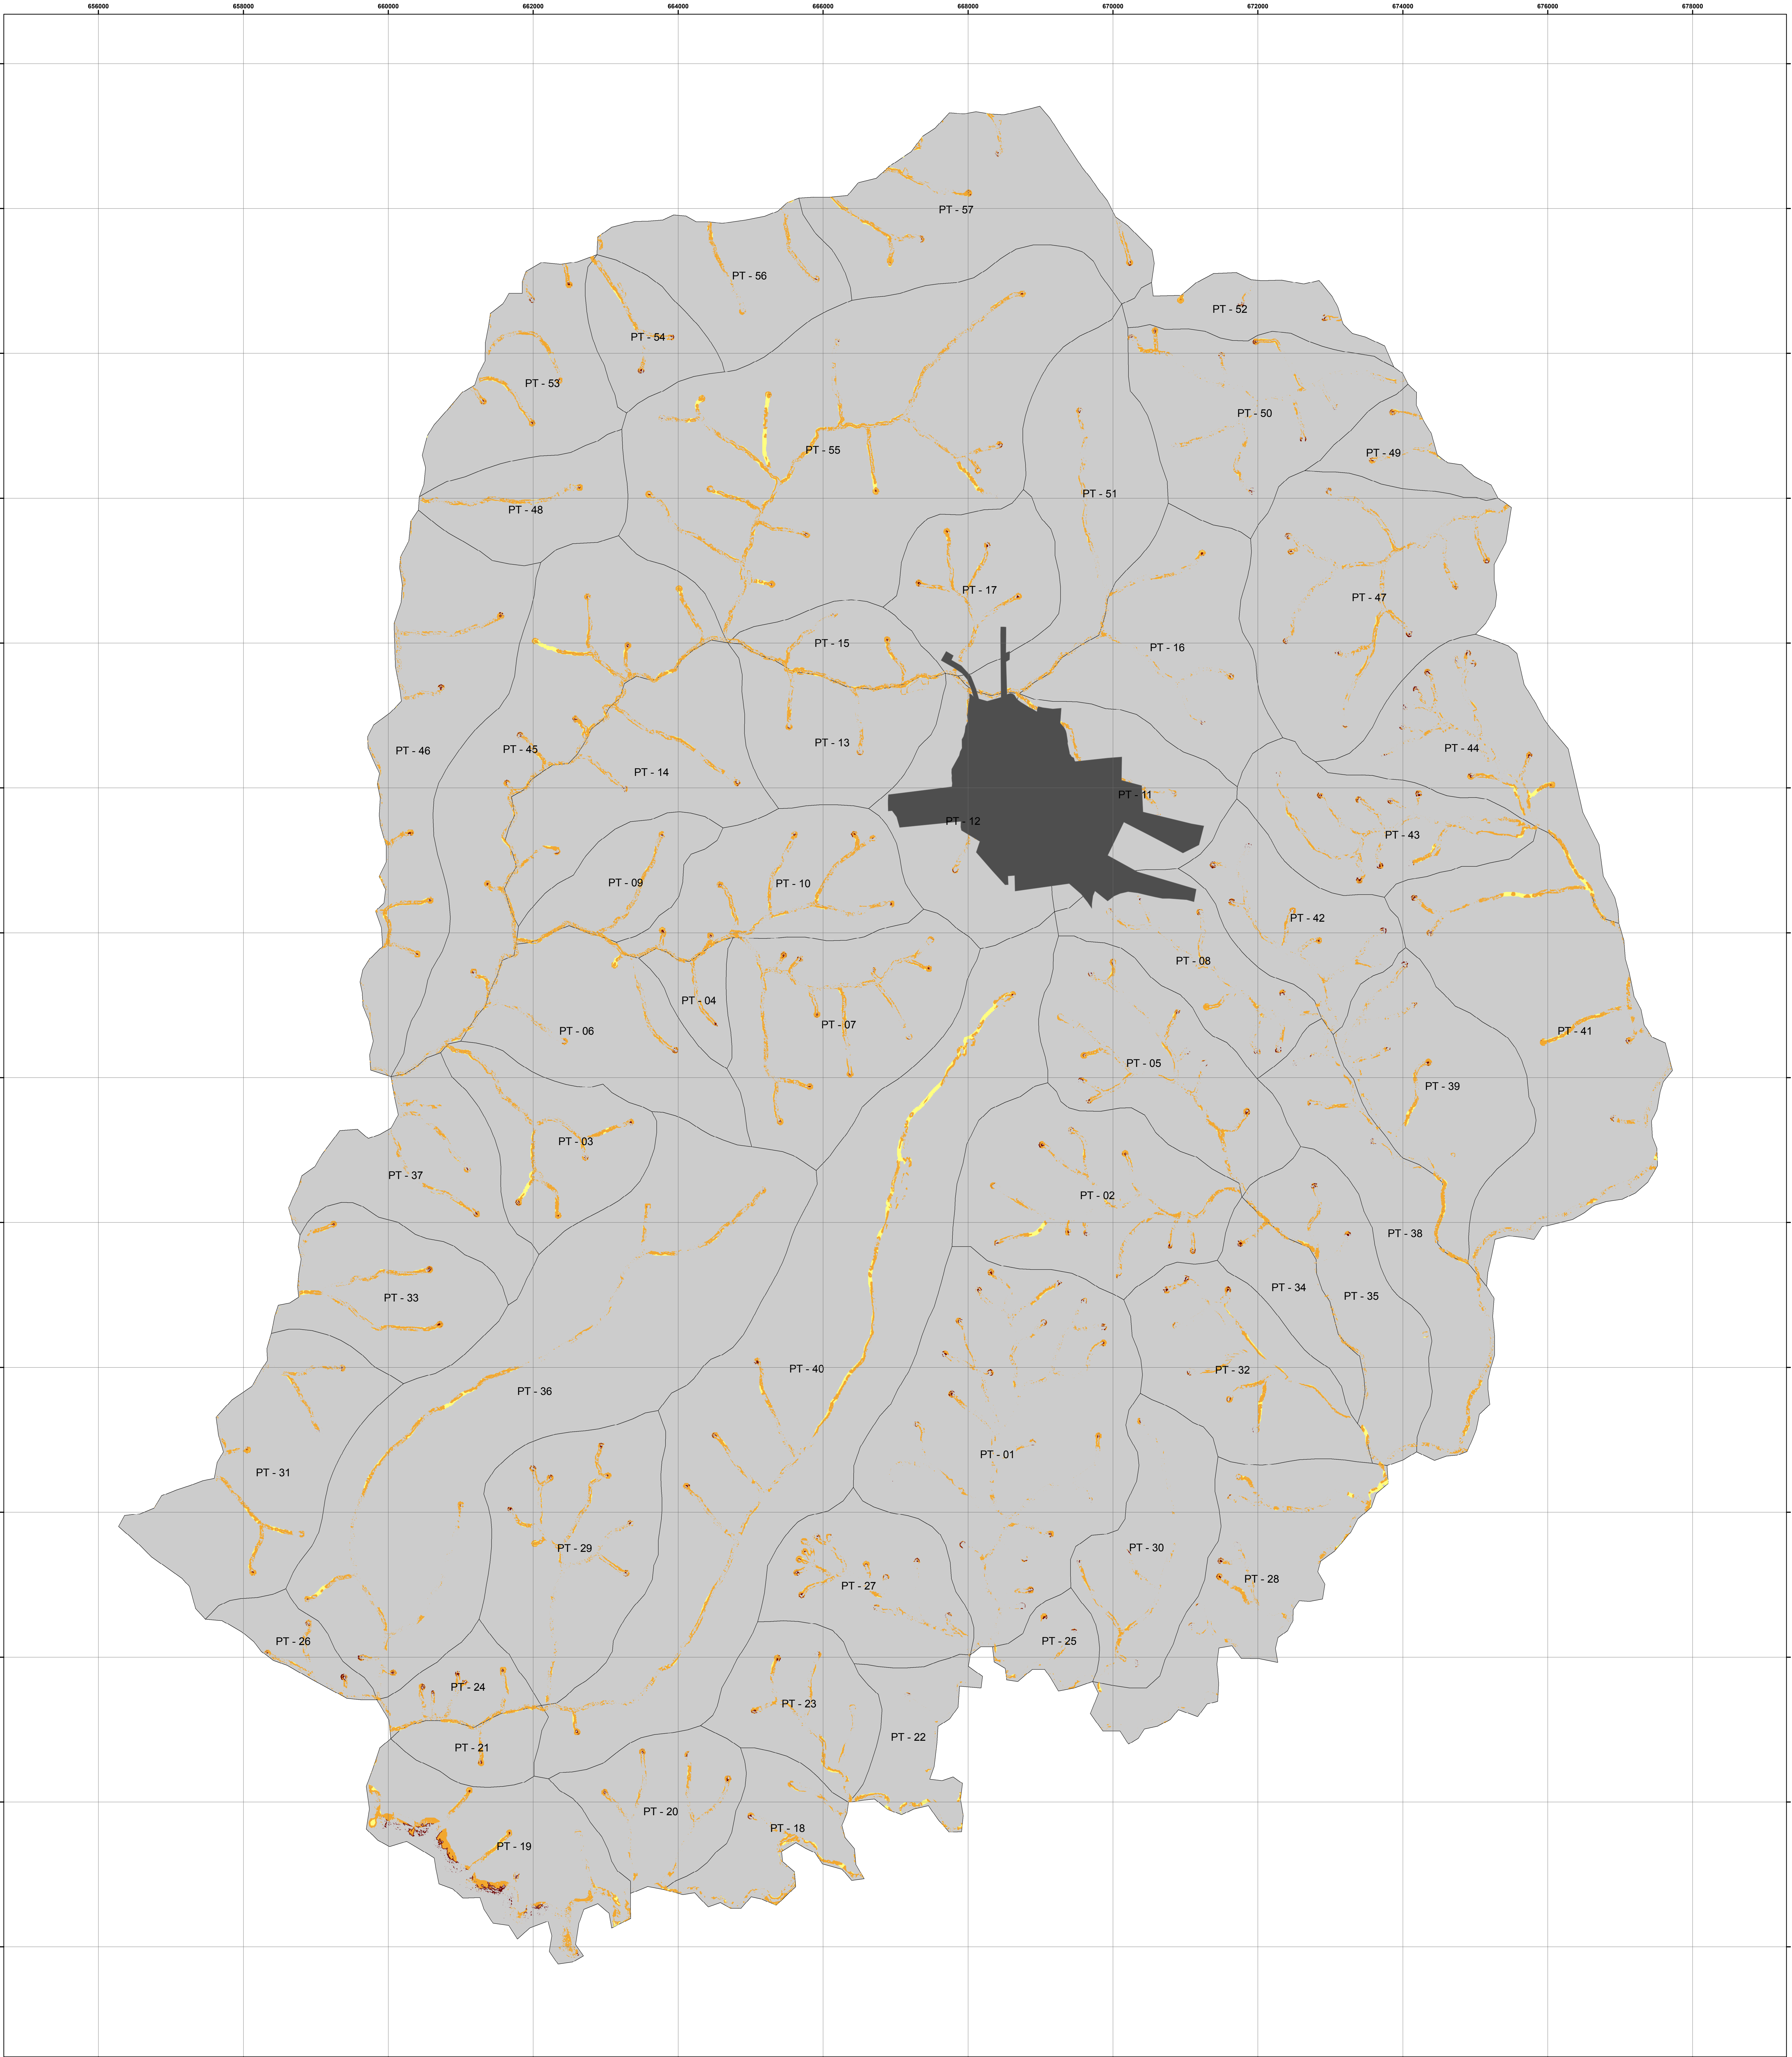 656000 658000 660000 662000 664000 666000 668000 670000 672000 674000 676000 678000
PT - 57
PT - 56
PT - 52
PT - 54
PT - 53
PT - 50
PT - 55
PT - 49
PT - 51
PT - 48
PT - 17
PT - 47
PT - 15
PT - 16
PT - 46
PT - 45
PT - 13
PT - 44
PT - 14
PT - 11
PT - 12
PT - 43
PT - 09
PT - 10
PT - 42
PT - 08
PT - 04
PT - 07
PT - 06
PT - 41
PT - 05
PT - 39
PT - 03
PT - 37
PT - 02
PT - 38
PT - 33
PT - 34
PT - 35
PT - 40
PT - 32
PT - 36
PT - 01
PT - 31
PT - 29
PT - 30
PT - 27
PT - 28
PT - 26
PT - 25
PT - 24
PT - 23
PT - 22
PT - 21
PT - 20
PT - 18
PT - 19